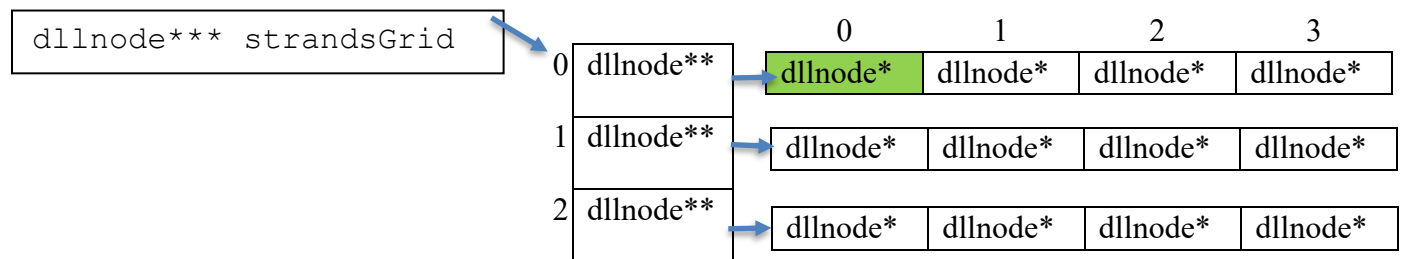 dllnode*** strandsGrid
0 1 2 3
0 dllnode** dllnode* dllnode* dllnode* dllnode*
1 dllnode** dllnode* dllnode* dllnode* dllnode*
2 dllnode** dllnode* dllnode* dllnode* dllnode*